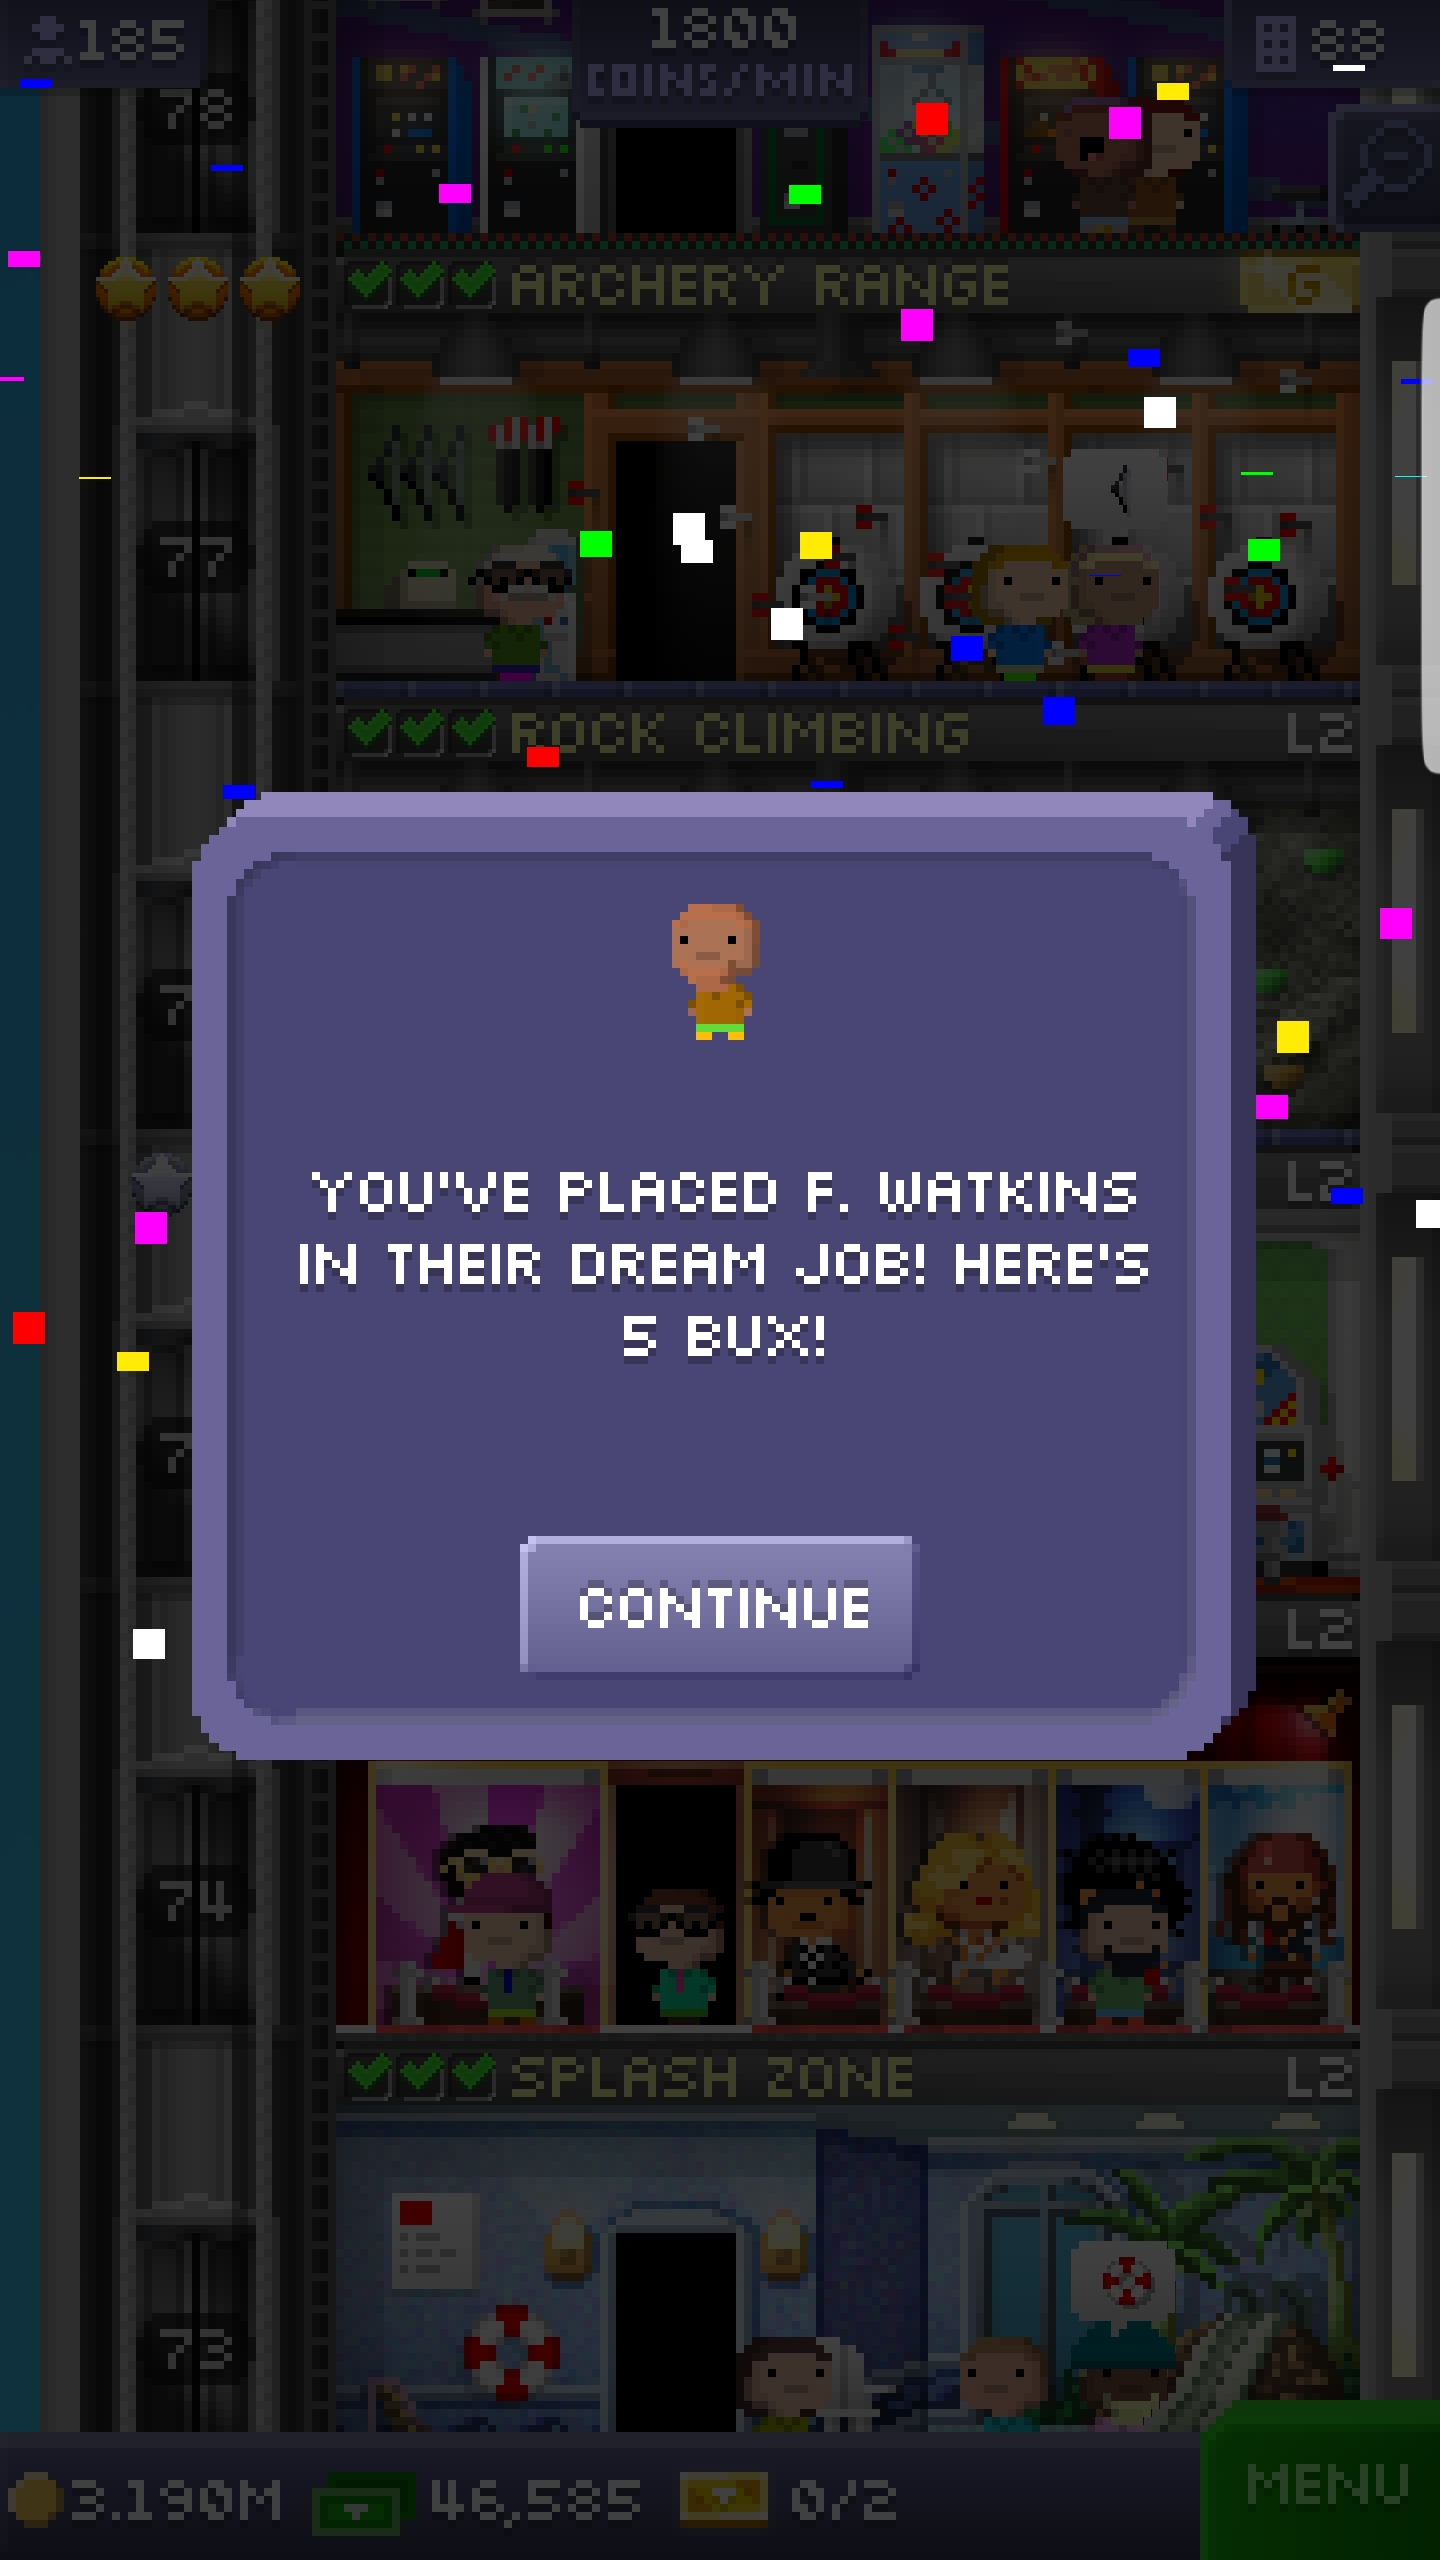 185
1800
COINS/MIN
88
78
ARCHERY RANGE
G
77
ROCK CLIMBING
L2
L2
YOU'VE PLACED F. WATKINS
IN THEIR DREAM JOB! HERE'S
5 BUX!
CONTINUE
L2
74
SPLASH ZONE
L2
73
3.190M
46,585
0/2
MENU